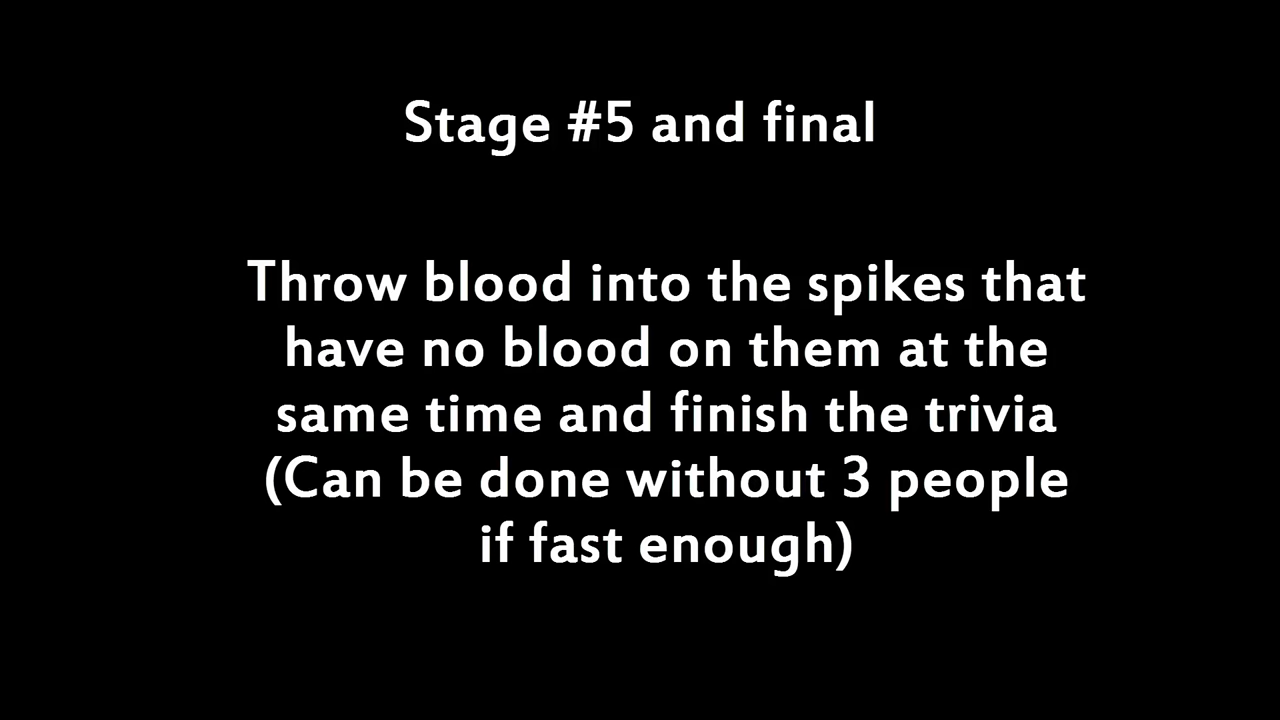 Stage #5 and final
Throw blood into the spikes that
have no blood on them at the
same time and finish the trivia
(Can be done without 3 people
if fast enough)